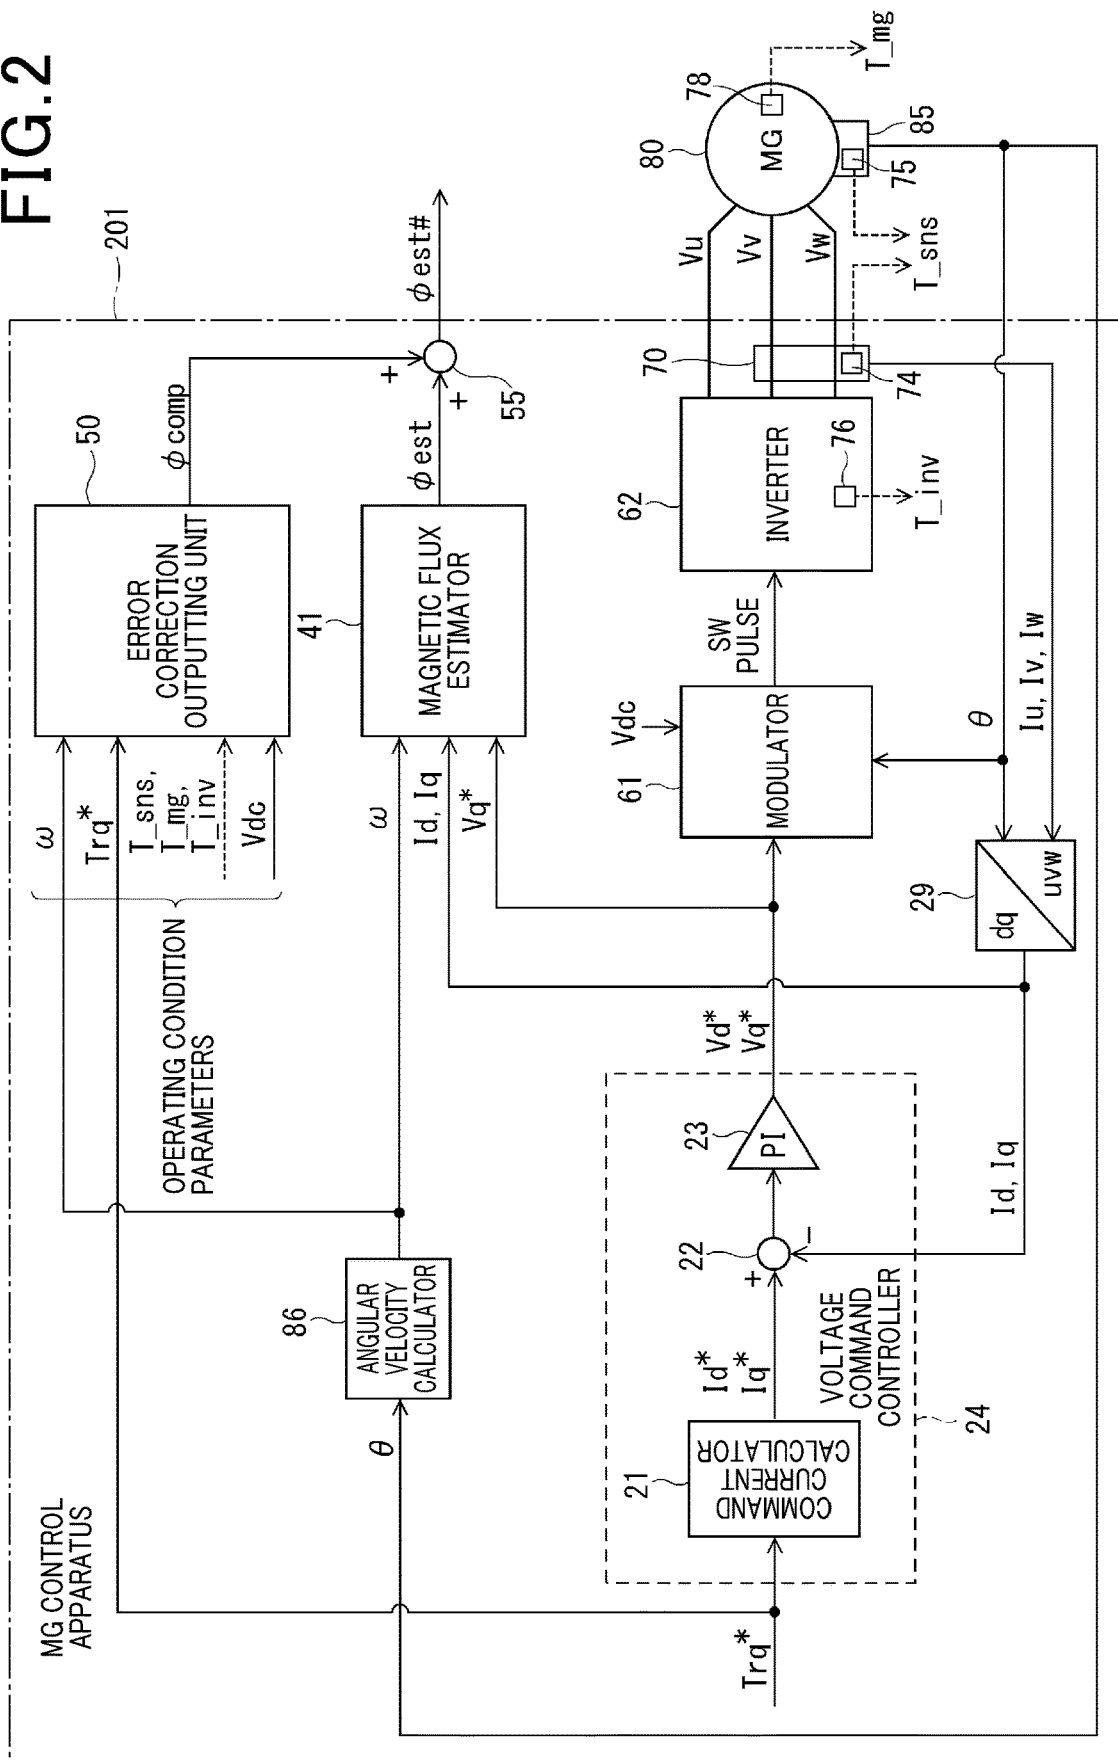 FIG.2
MG CONTROL
APPARATUS
201
ω
Trq*
T_sns,
T_mg,
T_inv
Vdc
OPERATING CONDITION
PARAMETERS
50
ERROR
CORRECTION
OUTPUTTING UNIT
φcomp
+
+
55
φest#
φest
41
MAGNETIC FLUX
ESTIMATOR
ω
Id, Iq
Vq*
86
ANGULAR
VELOCITY
CALCULATOR
θ
Trq*
21
COMMAND
CURRENT
CALCULATOR
Id*
Iq*
22
+
−
23
PI
VOLTAGE
COMMAND
CONTROLLER
24
Vd*
Vq*
61
Vdc
MODULATOR
SW
PULSE
62
INVERTER
76
T_inv
70
74
Vu
Vv
Vw
80
MG
78
T_mg
85
75
T_sns
θ
Iu, Iv, Iw
29
dq
uvw
Id, Iq